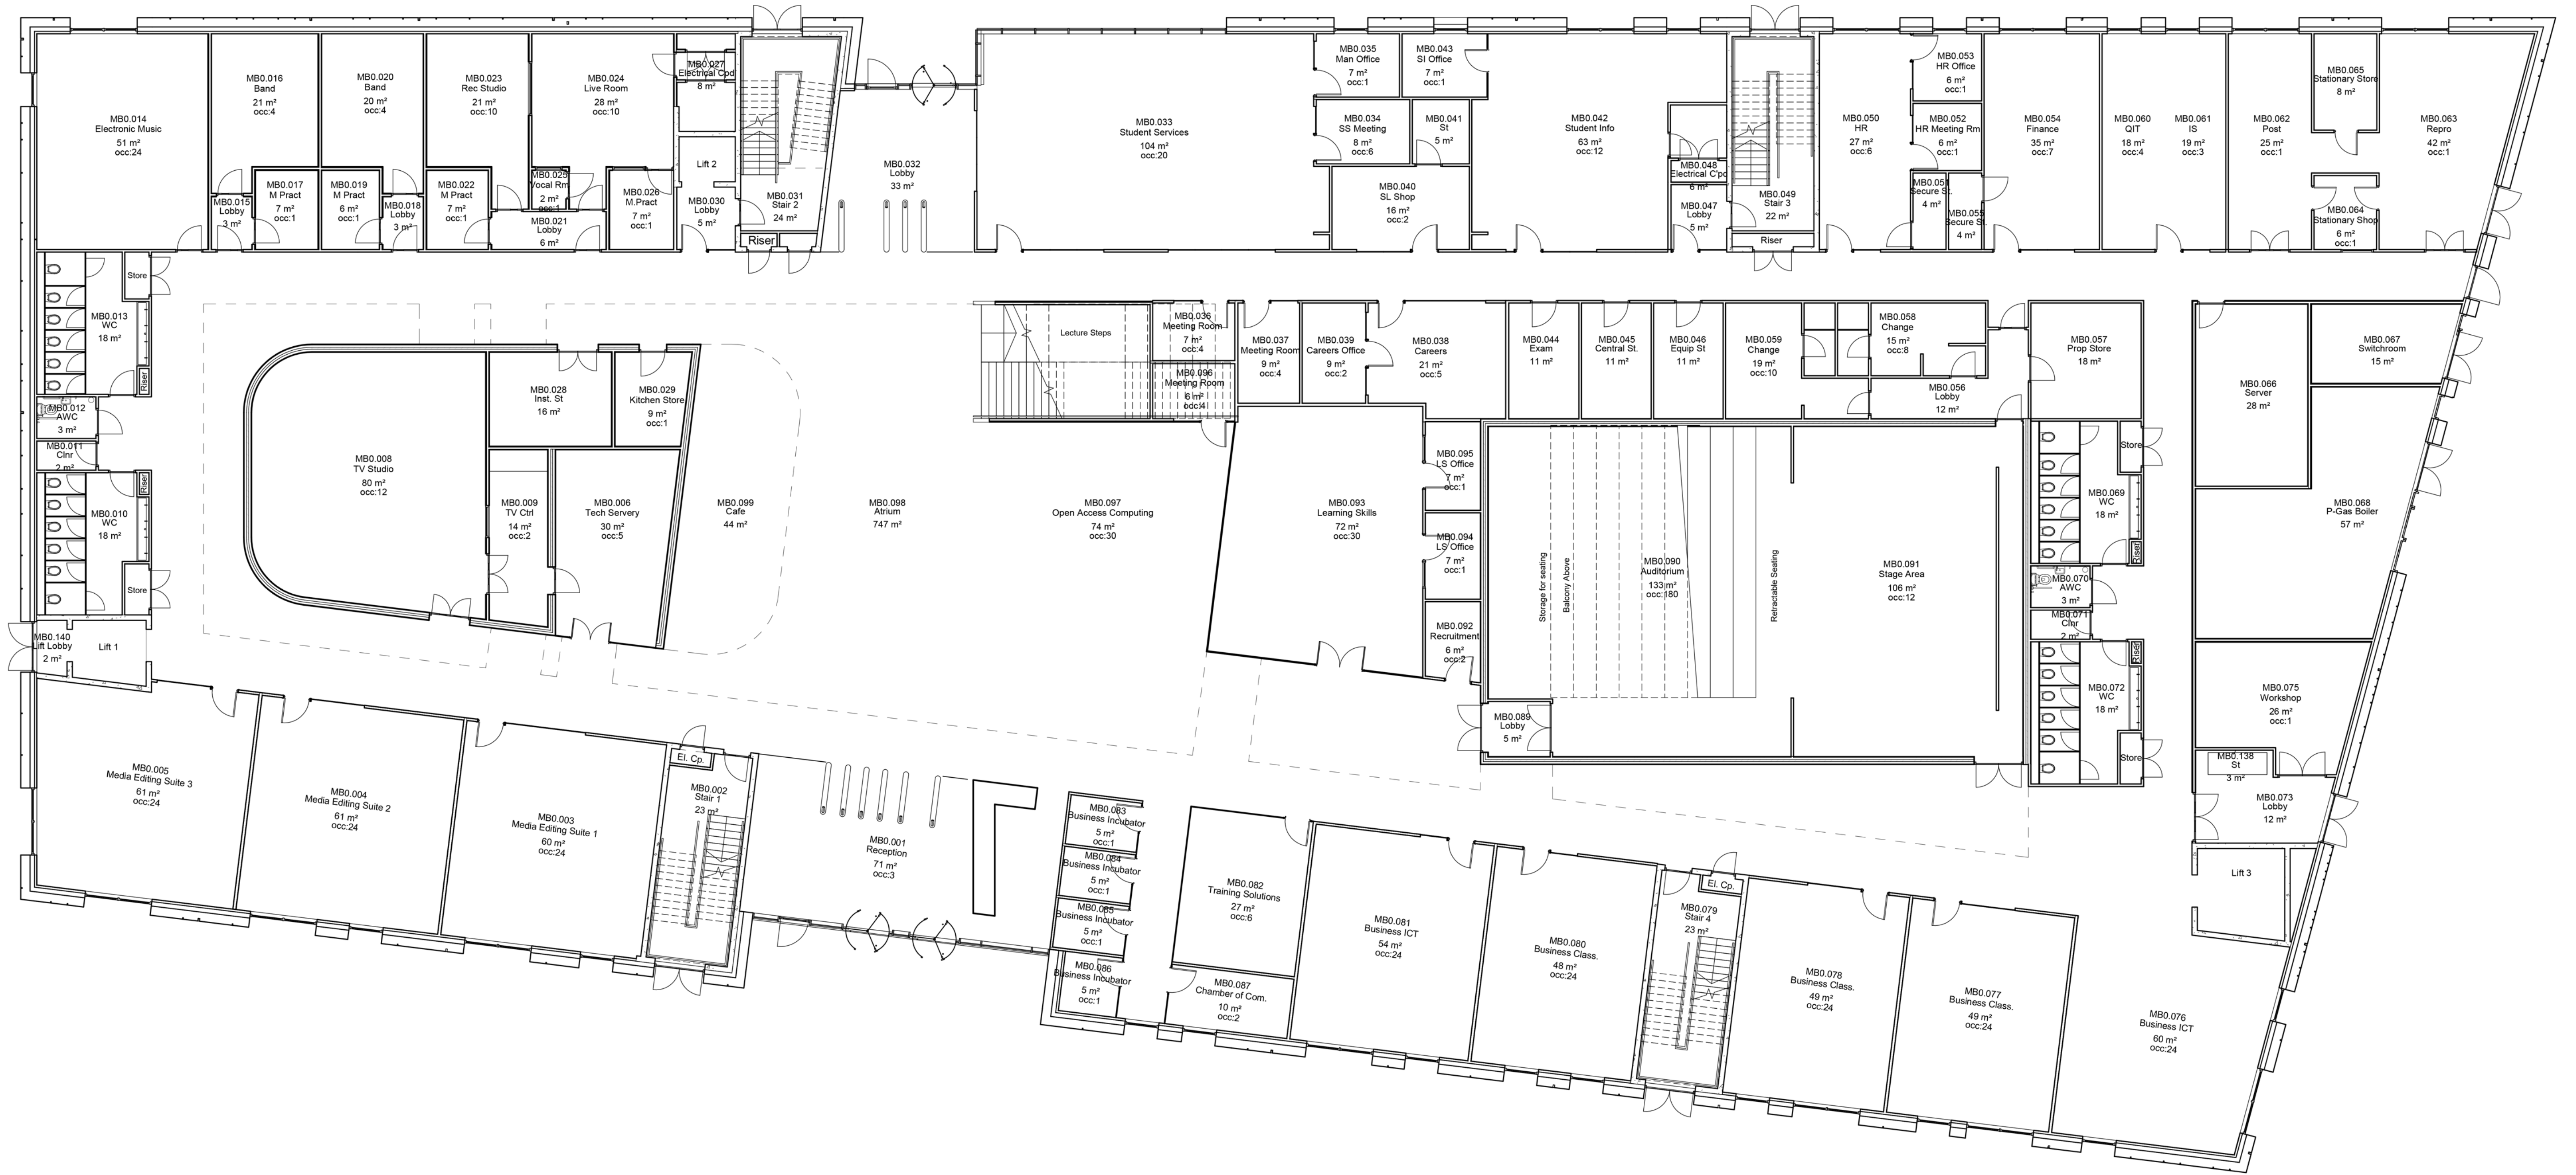 MB0.014
Electronic Music
51 m²
occ:24
MB0.016
Band
21 m²
occ:4
MB0.020
Band
20 m²
occ:4
MB0.023
Rec Studio
21 m²
occ:10
MB0.024
Live Room
28 m²
occ:10
MB0.027
Electrical Cpd
8 m²
Lift 2
MB0.015
Lobby
3 m²
MB0.017
M Pract
7 m²
occ:1
MB0.019
M Pract
6 m²
occ:1
MB0.018
Lobby
3 m²
MB0.022
M Pract
7 m²
occ:1
MB0.025
Vocal Rm
2 m²
occ:1
MB0.021
Lobby
6 m²
MB0.026
M.Pract
7 m²
occ:1
MB0.030
Lobby
5 m²
MB0.031
Stair 2
24 m²
Riser
MB0.032
Lobby
33 m²
MB0.033
Student Services
104 m²
occ:20
MB0.035
Man Office
7 m²
occ:1
MB0.043
SI Office
7 m²
occ:1
MB0.034
SS Meeting
8 m²
occ:6
MB0.041
St
5 m²
MB0.040
SL Shop
16 m²
occ:2
MB0.042
Student Info
63 m²
occ:12
MB0.048
Electrical C'pd
6 m²
MB0.047
Lobby
5 m²
MB0.049
Stair 3
22 m²
Riser
MB0.050
HR
27 m²
occ:6
MB0.053
HR Office
6 m²
occ:1
MB0.052
HR Meeting Rm
6 m²
occ:1
MB0.051
Secure St.
4 m²
MB0.055
Secure St.
4 m²
MB0.054
Finance
35 m²
occ:7
MB0.060
QIT
18 m²
occ:4
MB0.061
IS
19 m²
occ:3
MB0.062
Post
25 m²
occ:1
MB0.065
Stationary Store
8 m²
MB0.064
Stationary Shop
6 m²
occ:1
MB0.063
Repro
42 m²
occ:1
Store
MB0.013
WC
18 m²
Riser
MB0.012
AWC
3 m²
MB0.011
Clnr
2 m²
Riser
MB0.010
WC
18 m²
Store
MB0.140
Lift Lobby
2 m²
Lift 1
MB0.008
TV Studio
80 m²
occ:12
MB0.028
Inst. St
16 m²
MB0.029
Kitchen Store
9 m²
occ:1
MB0.009
TV Ctrl
14 m²
occ:2
MB0.006
Tech Servery
30 m²
occ:5
MB0.099
Cafe
44 m²
MB0.098
Atrium
747 m²
Lecture Steps
MB0.036
Meeting Room
7 m²
occ:4
MB0.096
Meeting Room
6 m²
occ:4
MB0.037
Meeting Room
9 m²
occ:4
MB0.039
Careers Office
9 m²
occ:2
MB0.038
Careers
21 m²
occ:5
MB0.044
Exam
11 m²
MB0.045
Central St.
11 m²
MB0.046
Equip St
11 m²
MB0.059
Change
19 m²
occ:10
MB0.058
Change
15 m²
occ:8
MB0.056
Lobby
12 m²
MB0.057
Prop Store
18 m²
MB0.066
Server
28 m²
MB0.067
Switchroom
15 m²
MB0.068
P-Gas Boiler
57 m²
MB0.097
Open Access Computing
74 m²
occ:30
MB0.093
Learning Skills
72 m²
occ:30
MB0.095
LS Office
7 m²
occ:1
MB0.094
LS Office
7 m²
occ:1
MB0.092
Recruitment
6 m²
occ:2
Storage for seating
Balcony Above
MB0.090
Auditorium
133 m²
occ:180
Retractable Seating
MB0.091
Stage Area
106 m²
occ:12
MB0.089
Lobby
5 m²
Store
MB0.069
WC
18 m²
Riser
MB0.070
AWC
3 m²
MB0.071
Clnr
2 m²
Riser
MB0.072
WC
18 m²
Store
MB0.075
Workshop
26 m²
occ:1
MB0.138
St
3 m²
MB0.073
Lobby
12 m²
Lift 3
MB0.005
Media Editing Suite 3
61 m²
occ:24
MB0.004
Media Editing Suite 2
61 m²
occ:24
MB0.003
Media Editing Suite 1
60 m²
occ:24
El. Cp.
MB0.002
Stair 1
23 m²
MB0.001
Reception
71 m²
occ:3
MB0.083
Business Incubator
5 m²
occ:1
MB0.084
Business Incubator
5 m²
occ:1
MB0.085
Business Incubator
5 m²
occ:1
MB0.086
Business Incubator
5 m²
occ:1
MB0.082
Training Solutions
27 m²
occ:6
MB0.087
Chamber of Com.
10 m²
occ:2
MB0.081
Business ICT
54 m²
occ:24
MB0.080
Business Class.
48 m²
occ:24
El. Cp.
MB0.079
Stair 4
23 m²
MB0.078
Business Class.
49 m²
occ:24
MB0.077
Business Class.
49 m²
occ:24
MB0.076
Business ICT
60 m²
occ:24